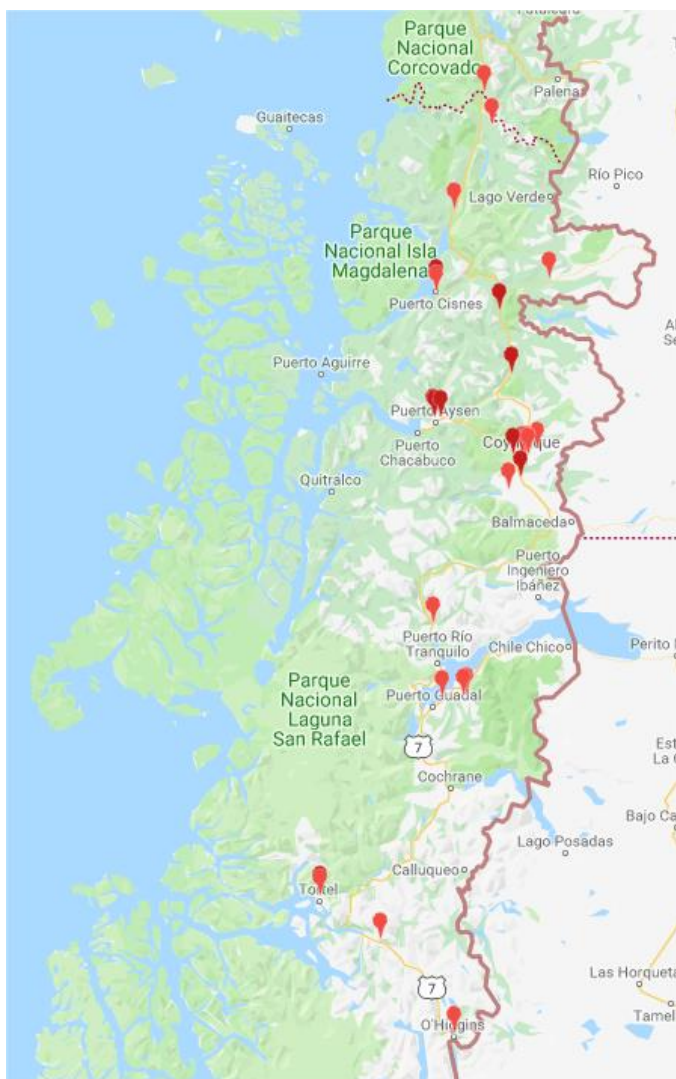 Parque
Nacional
Corcovado
Palena
Guaitecas
Río Pico
Lago Verde
Parque
Nacional Isla
Magdalena
Puerto Cisnes
Puerto Aguirre
Puerto Aysen
Puerto
Chacabuco
Quitralco
Balmaceda
Puerto
Ingeniero
Ibáñez
Puerto Río
Tranquilo
Chile Chico
Perito
Parque
Nacional
Laguna
San Rafael
Puerto Guadal
7
Cochrane
Bajo Ca
Lago Posadas
Calluqueo
Tortel
Las Horqueta
Tamel
7
O'Higgins